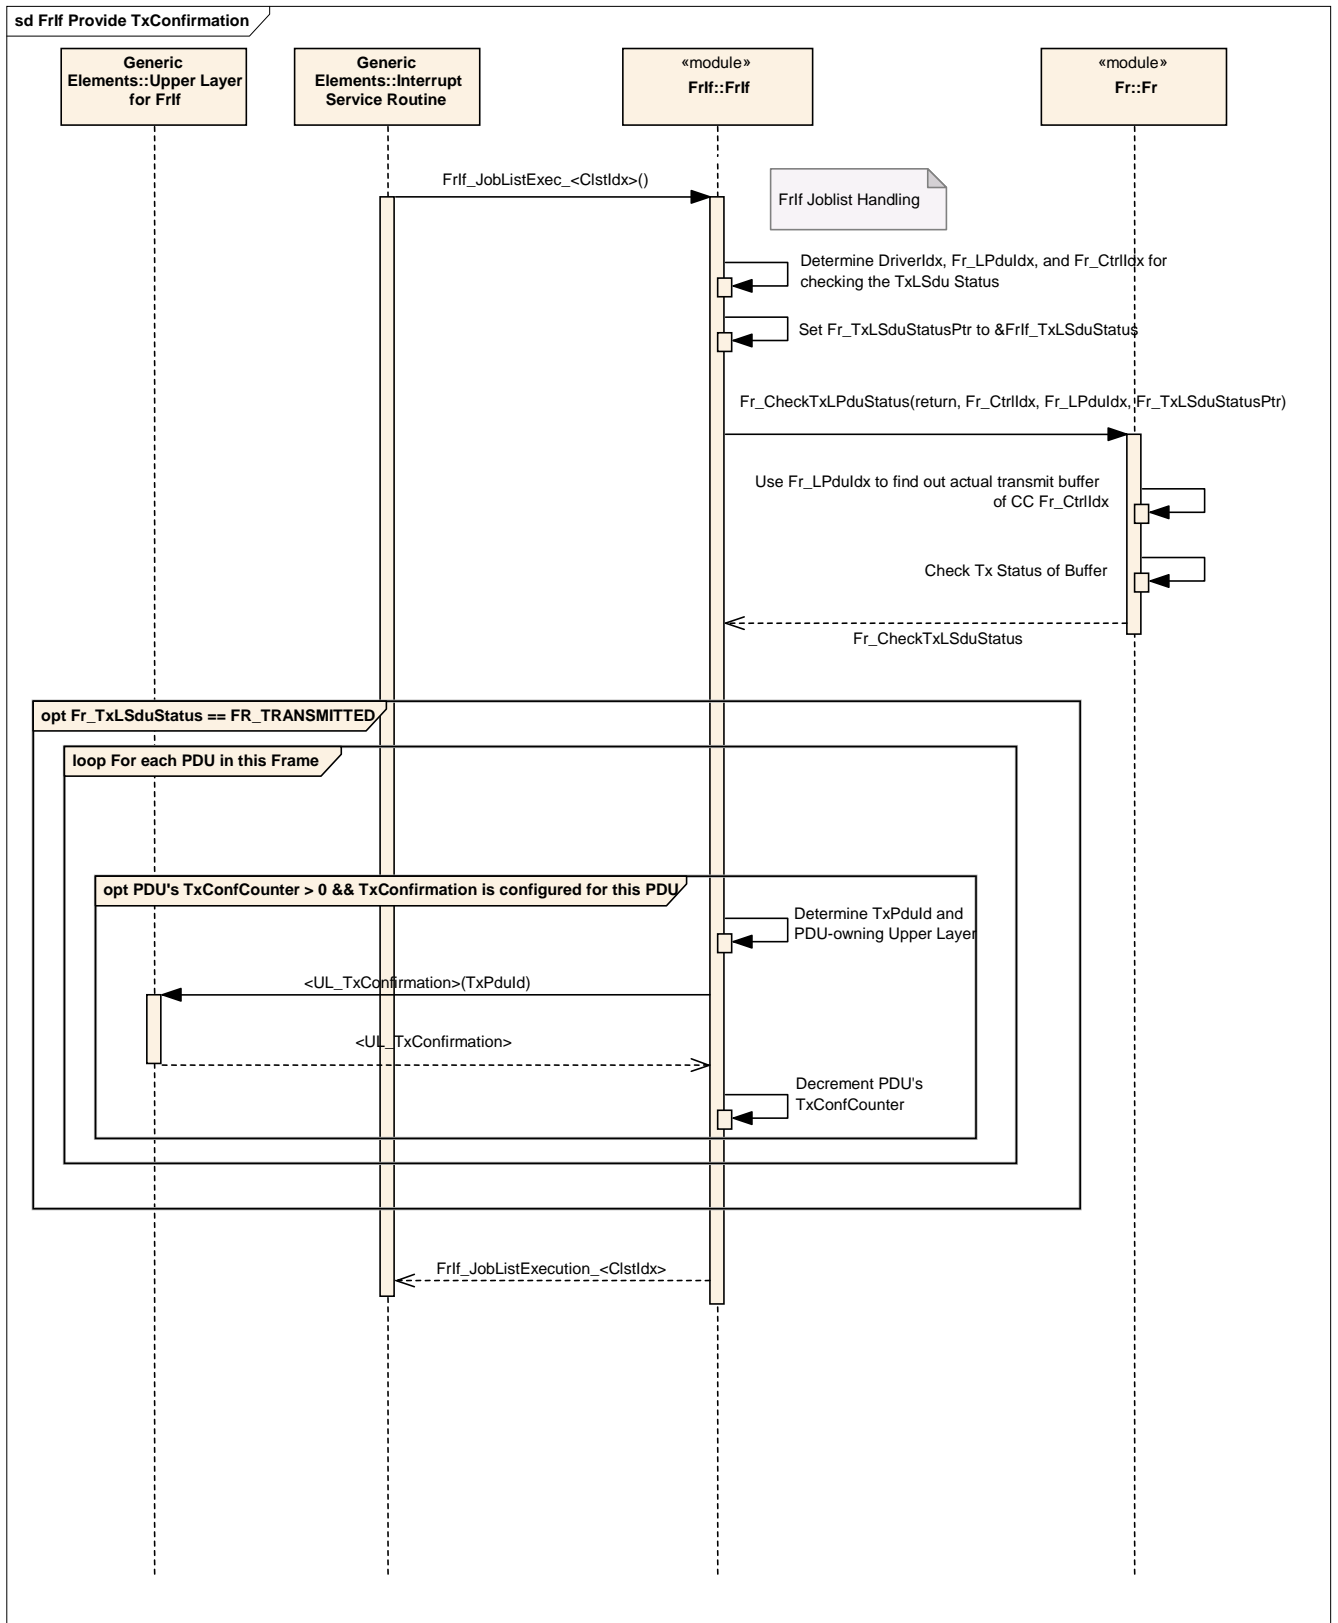 sd FrIf Provide TxConfirmation
Generic
Elements::Upper Layer
for FrIf
Generic
Elements::Interrupt
Service Routine
«module»
FrIf::FrIf
«module»
Fr::Fr
FrIf_JobListExec_<ClstIdx>()
FrIf Joblist Handling
Determine DriverIdx, Fr_LPduIdx, and Fr_CtrlIdx for
checking the TxLSdu Status
Set Fr_TxLSduStatusPtr to &FrIf_TxLSduStatus
Fr_CheckTxLPduStatus(return, Fr_CtrlIdx, Fr_LPduIdx, Fr_TxLSduStatusPtr)
Use Fr_LPduIdx to find out actual transmit buffer
of CC Fr_CtrlIdx
Check Tx Status of Buffer
Fr_CheckTxLSduStatus
opt Fr_TxLSduStatus == FR_TRANSMITTED
loop For each PDU in this Frame
opt PDU's TxConfCounter > 0 && TxConfirmation is configured for this PDU
Determine TxPduId and
PDU-owning Upper Layer
<UL_TxConfirmation>(TxPduId)
<UL_TxConfirmation>
Decrement PDU's
TxConfCounter
FrIf_JobListExecution_<ClstIdx>